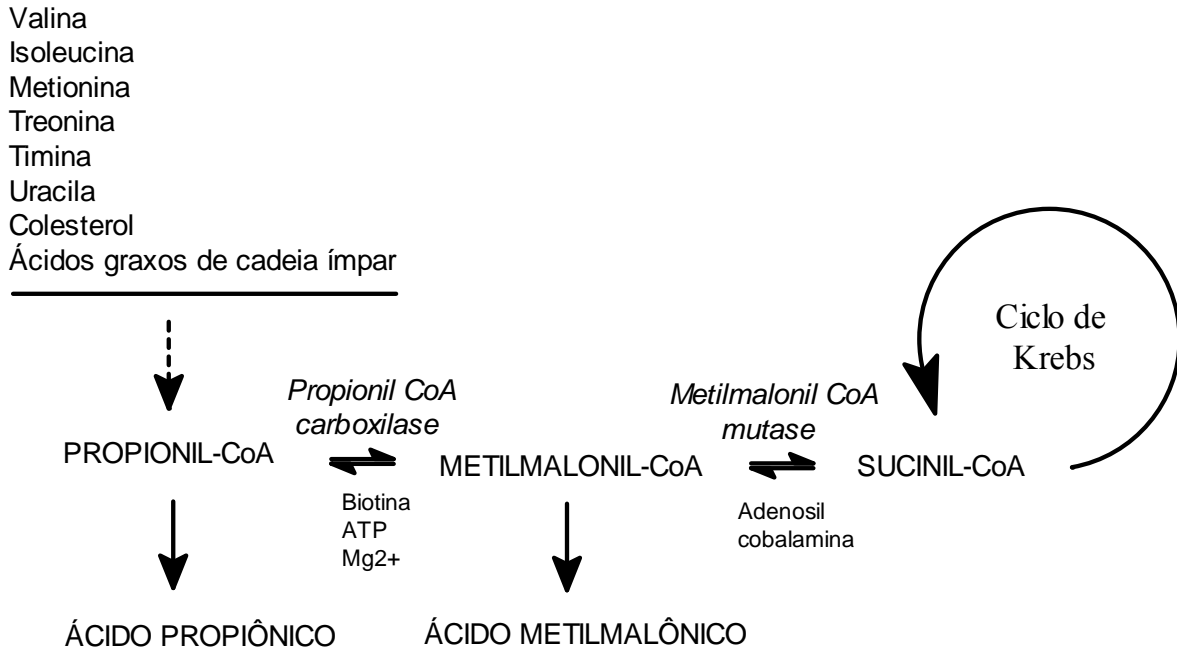 Valina
Isoleucina
Metionina
Treonina
Timina
Uracila
Colesterol
Ácidos graxos de cadeia ímpar
Ciclo de
Krebs
Propionil CoA
carboxilase
Metilmalonil CoA
mutase
PROPIONIL-CoA
METILMALONIL-CoA
SUCINIL-CoA
Biotina
ATP
Mg2+
Adenosil
cobalamina
ÁCIDO PROPIÔNICO
ÁCIDO METILMALÔNICO